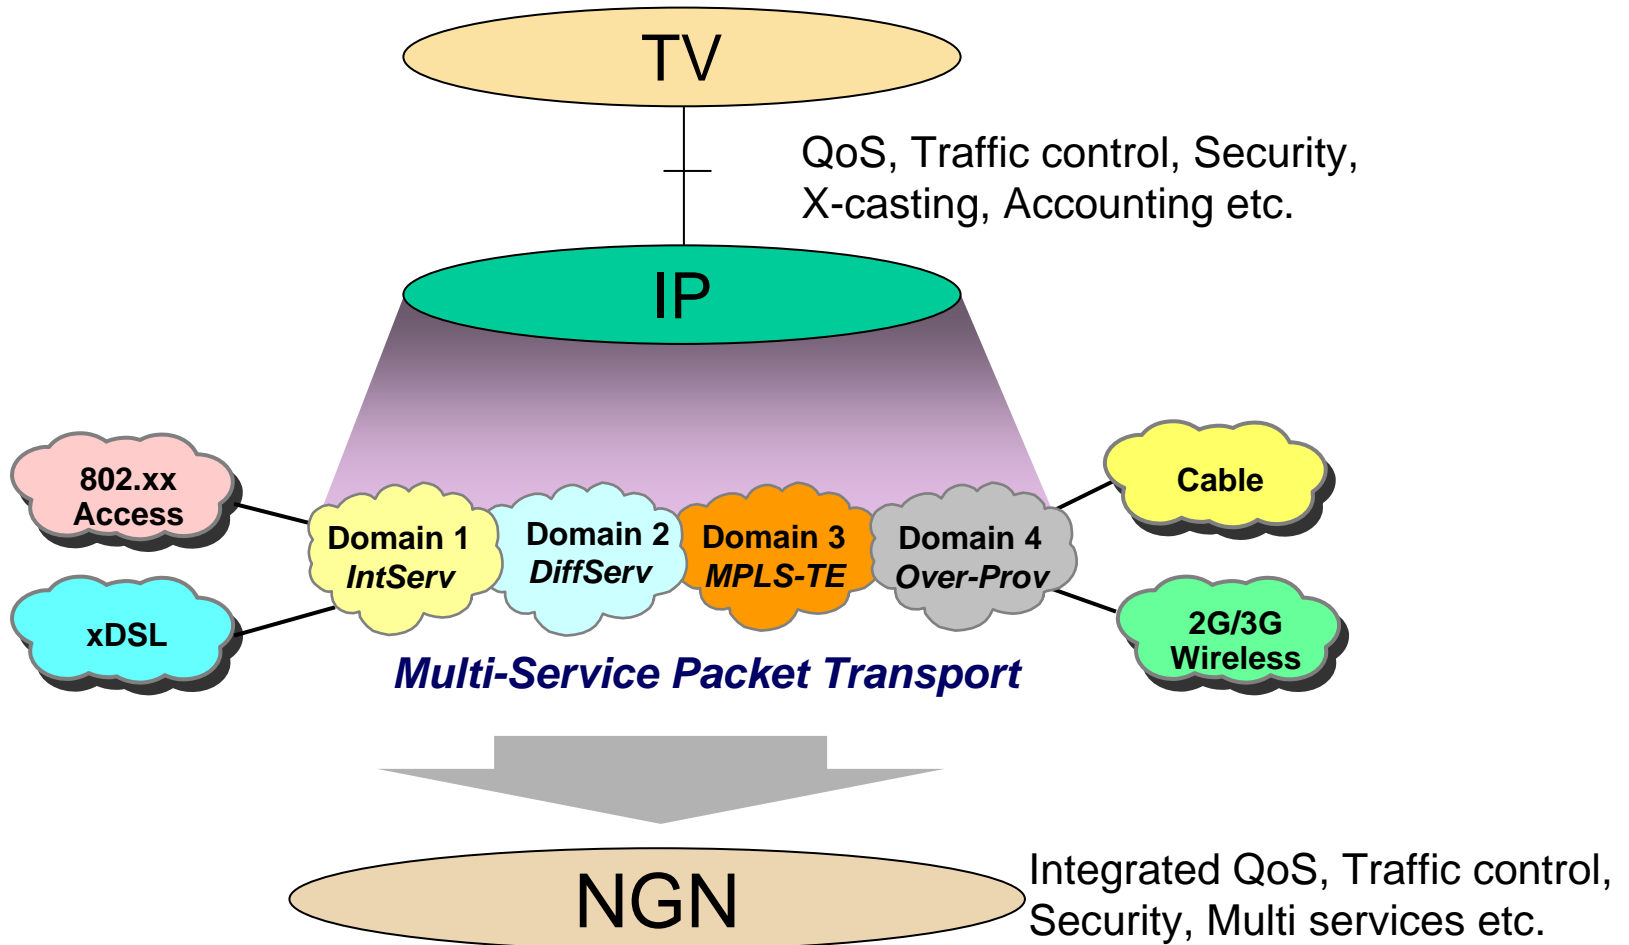 TV
QoS, Traffic control, Security,
X-casting, Accounting etc.
IP
802.xx
Access
Cable
Domain 1
IntServ
Domain 2
DiffServ
Domain 3
MPLS-TE
Domain 4
Over-Prov
xDSL
2G/3G
Wireless
Multi-Service Packet Transport
NGN
Integrated QoS, Traffic control,
Security, Multi services etc.